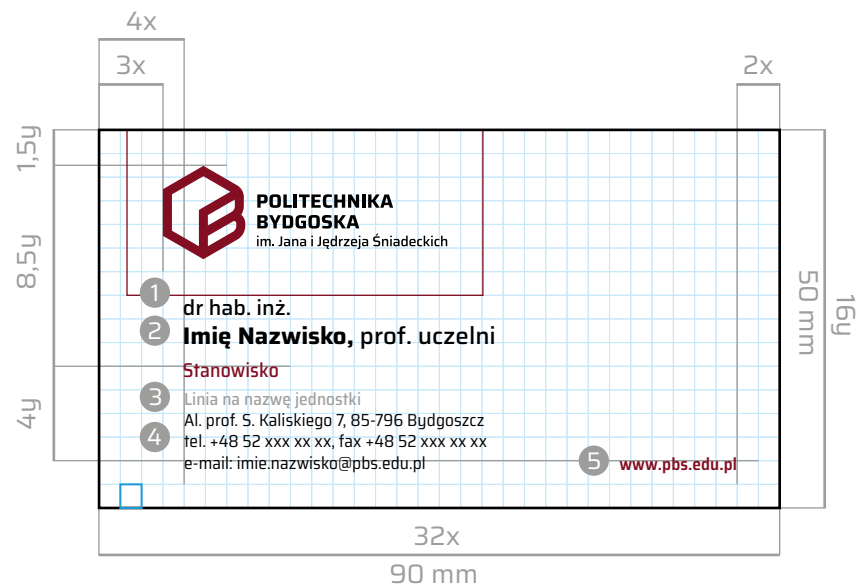 4x
3x
2x
1,5y
8,5y
4y
POLITECHNIKA
BYDGOSKA
im. Jana i Jędrzeja Śniadeckich
1
dr hab. inż.
2
Imię Nazwisko, prof. uczelni
Stanowisko
3
Linia na nazwę jednostki
4
Al. prof. S. Kaliskiego 7, 85-796 Bydgoszcz
tel. +48 52 xxx xx xx, fax +48 52 xxx xx xx
e-mail: imie.nazwisko@pbs.edu.pl
5
www.pbs.edu.pl
50 mm
16y
32x
90 mm